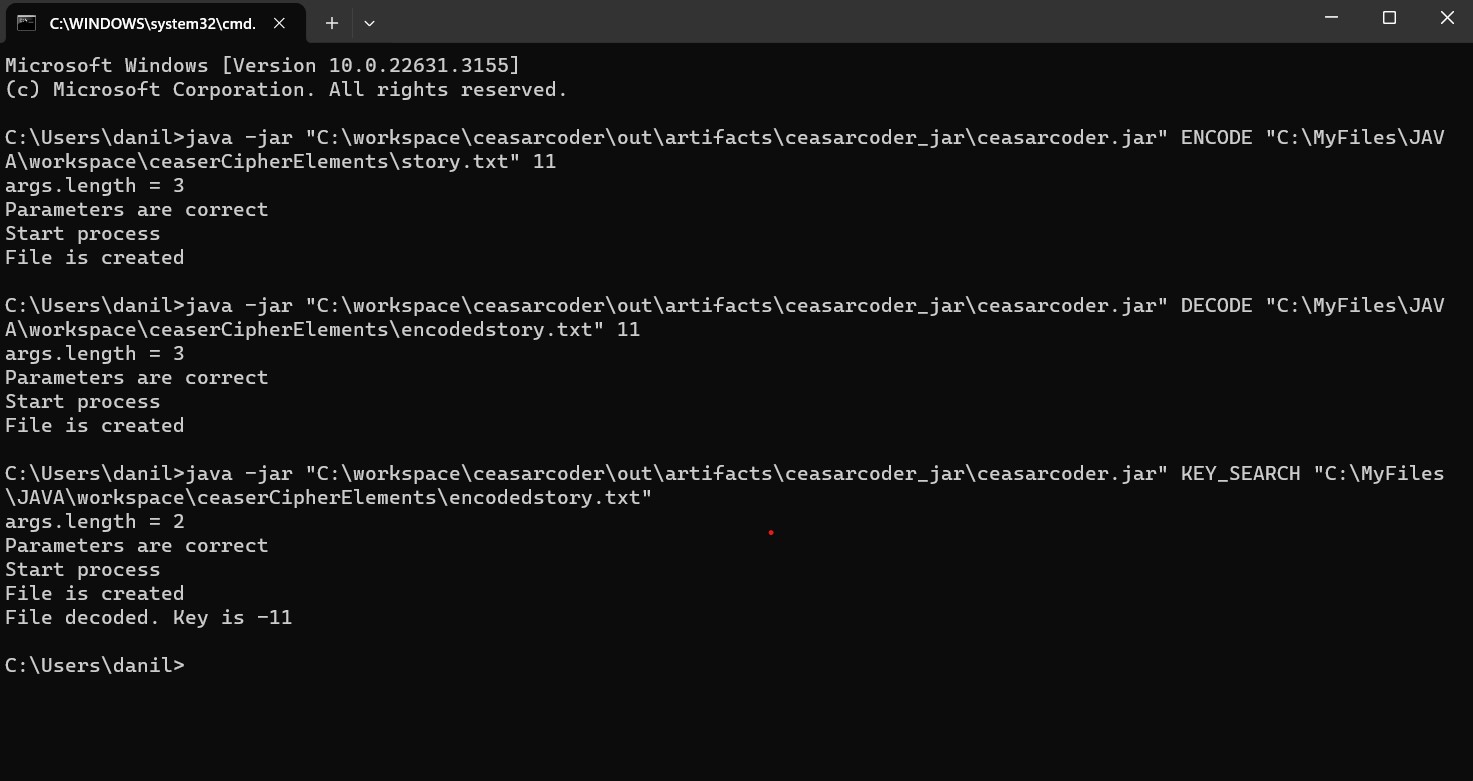 C:\WINDOWS\system32\cmd.
Microsoft Windows [Version 10.0.22631.3155]
(c) Microsoft Corporation. All rights reserved.
C:\Users\danil>java -jar "C:\workspace\ceasarcoder\out\artifacts\ceasarcoder_jar\ceasarcoder.jar" ENCODE "C:\MyFiles\JAV
A\workspace\ceaserCipherElements\story.txt" 11
args.length = 3
Parameters are correct
Start process
File is created
C:\Users\danil>java -jar "C:\workspace\ceasarcoder\out\artifacts\ceasarcoder_jar\ceasarcoder.jar" DECODE "C:\MyFiles\JAV
A\workspace\ceaserCipherElements\encodedstory.txt" 11
args.length = 3
Parameters are correct
Start process
File is created
C:\Users\danil>java -jar "C:\workspace\ceasarcoder\out\artifacts\ceasarcoder_jar\ceasarcoder.jar" KEY_SEARCH "C:\MyFiles
\JAVA\workspace\ceaserCipherElements\encodedstory.txt"
args.length = 2
Parameters are correct
Start process
File is created
File decoded. Key is -11
C:\Users\danil>